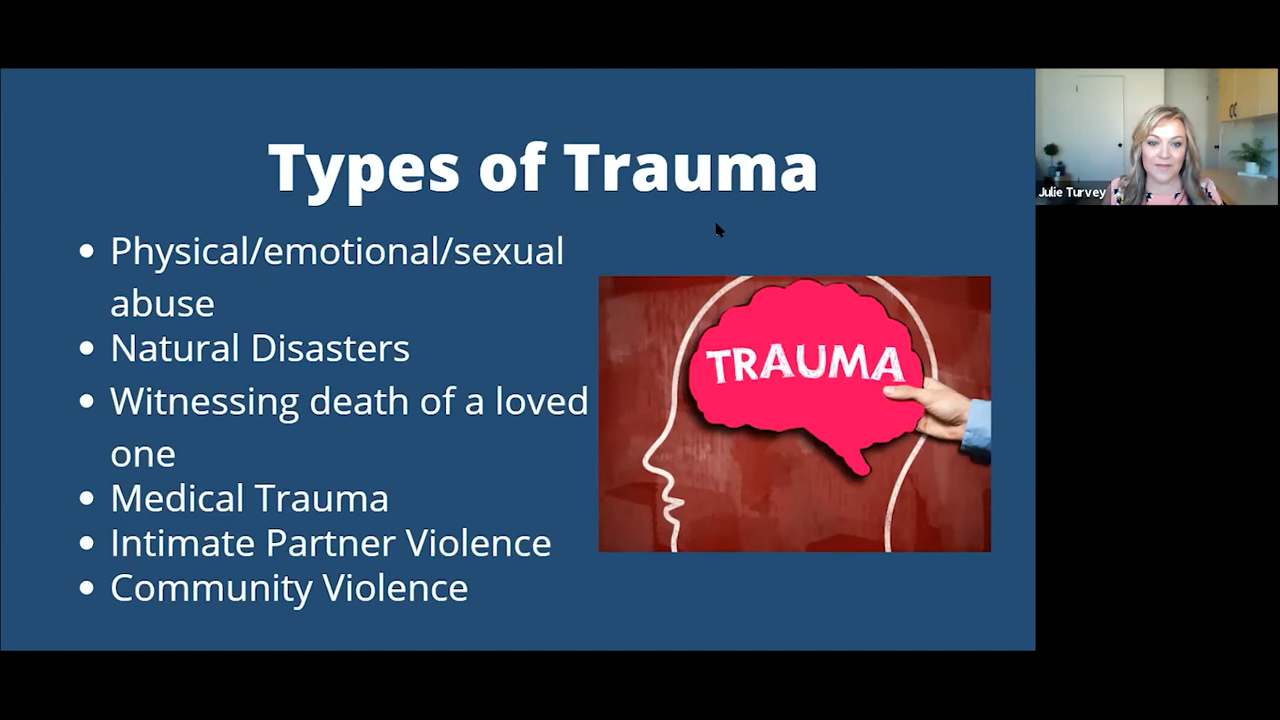 Types of Trauma
• Physical/emotional/sexual
abuse
• Natural Disasters
• Witnessing death of a loved
one
• Medical Trauma
• Intimate Partner Violence
• Community Violence
TRAUMA
Julie Turvey